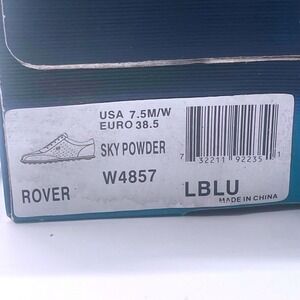 USA 7.5M/W
EURO 38.5
SKY POWDER
7 32211 92235 1
ROVER
W4857
LBLU
MADE IN CHINA